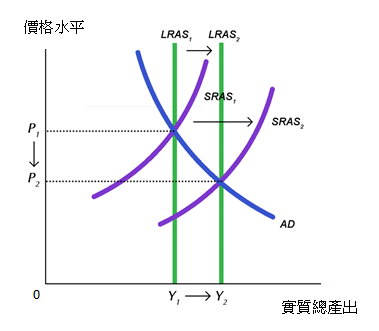 價格水平
LRAS₁ → LRAS₂
SRAS₁
SRAS₂
P₁
↓
P₂
AD
0
Y₁ → Y₂
實質總產出